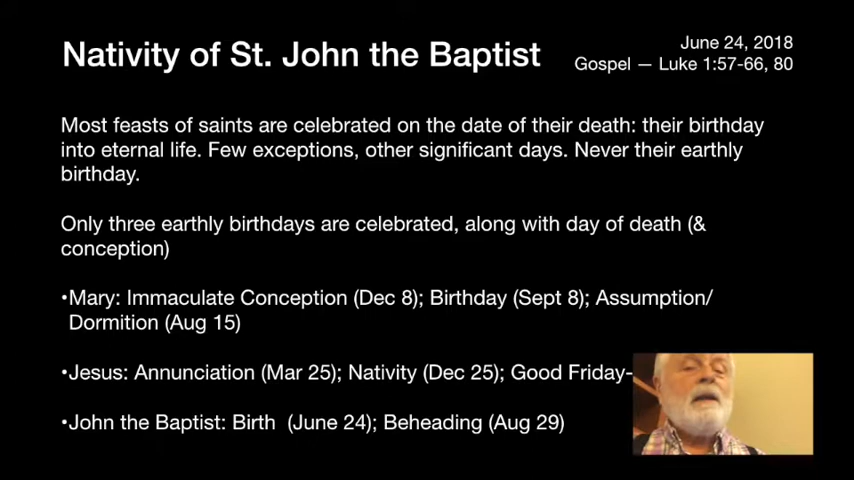 Nativity of St. John the Baptist
June 24, 2018
Gospel — Luke 1:57-66, 80
Most feasts of saints are celebrated on the date of their death: their birthday
into eternal life. Few exceptions, other significant days. Never their earthly
birthday.
Only three earthly birthdays are celebrated, along with day of death (&
conception)
•Mary: Immaculate Conception (Dec 8); Birthday (Sept 8); Assumption/
Dormition (Aug 15)
•Jesus: Annunciation (Mar 25); Nativity (Dec 25); Good Friday-
•John the Baptist: Birth  (June 24); Beheading (Aug 29)